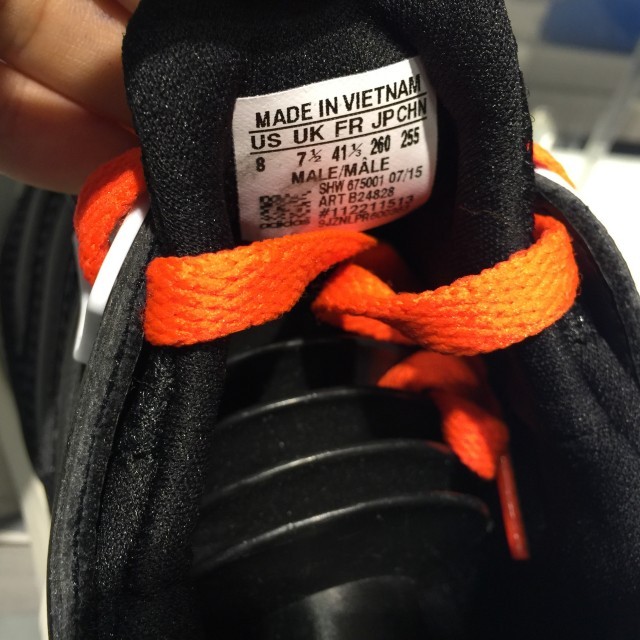 MADE IN VIETNAM
US UK FR JP CHN
8 7½ 41⅓ 260 255
MALE/MÂLE
SHW 675001 07/15
ART B24828